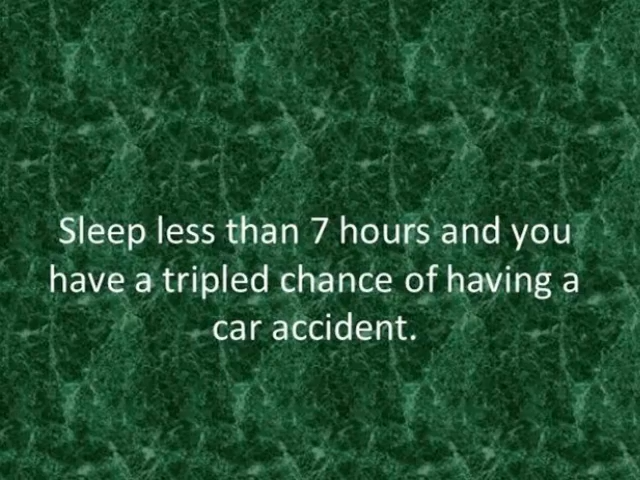 Sleep less than 7 hours and you
have a tripled chance of having a
car accident.